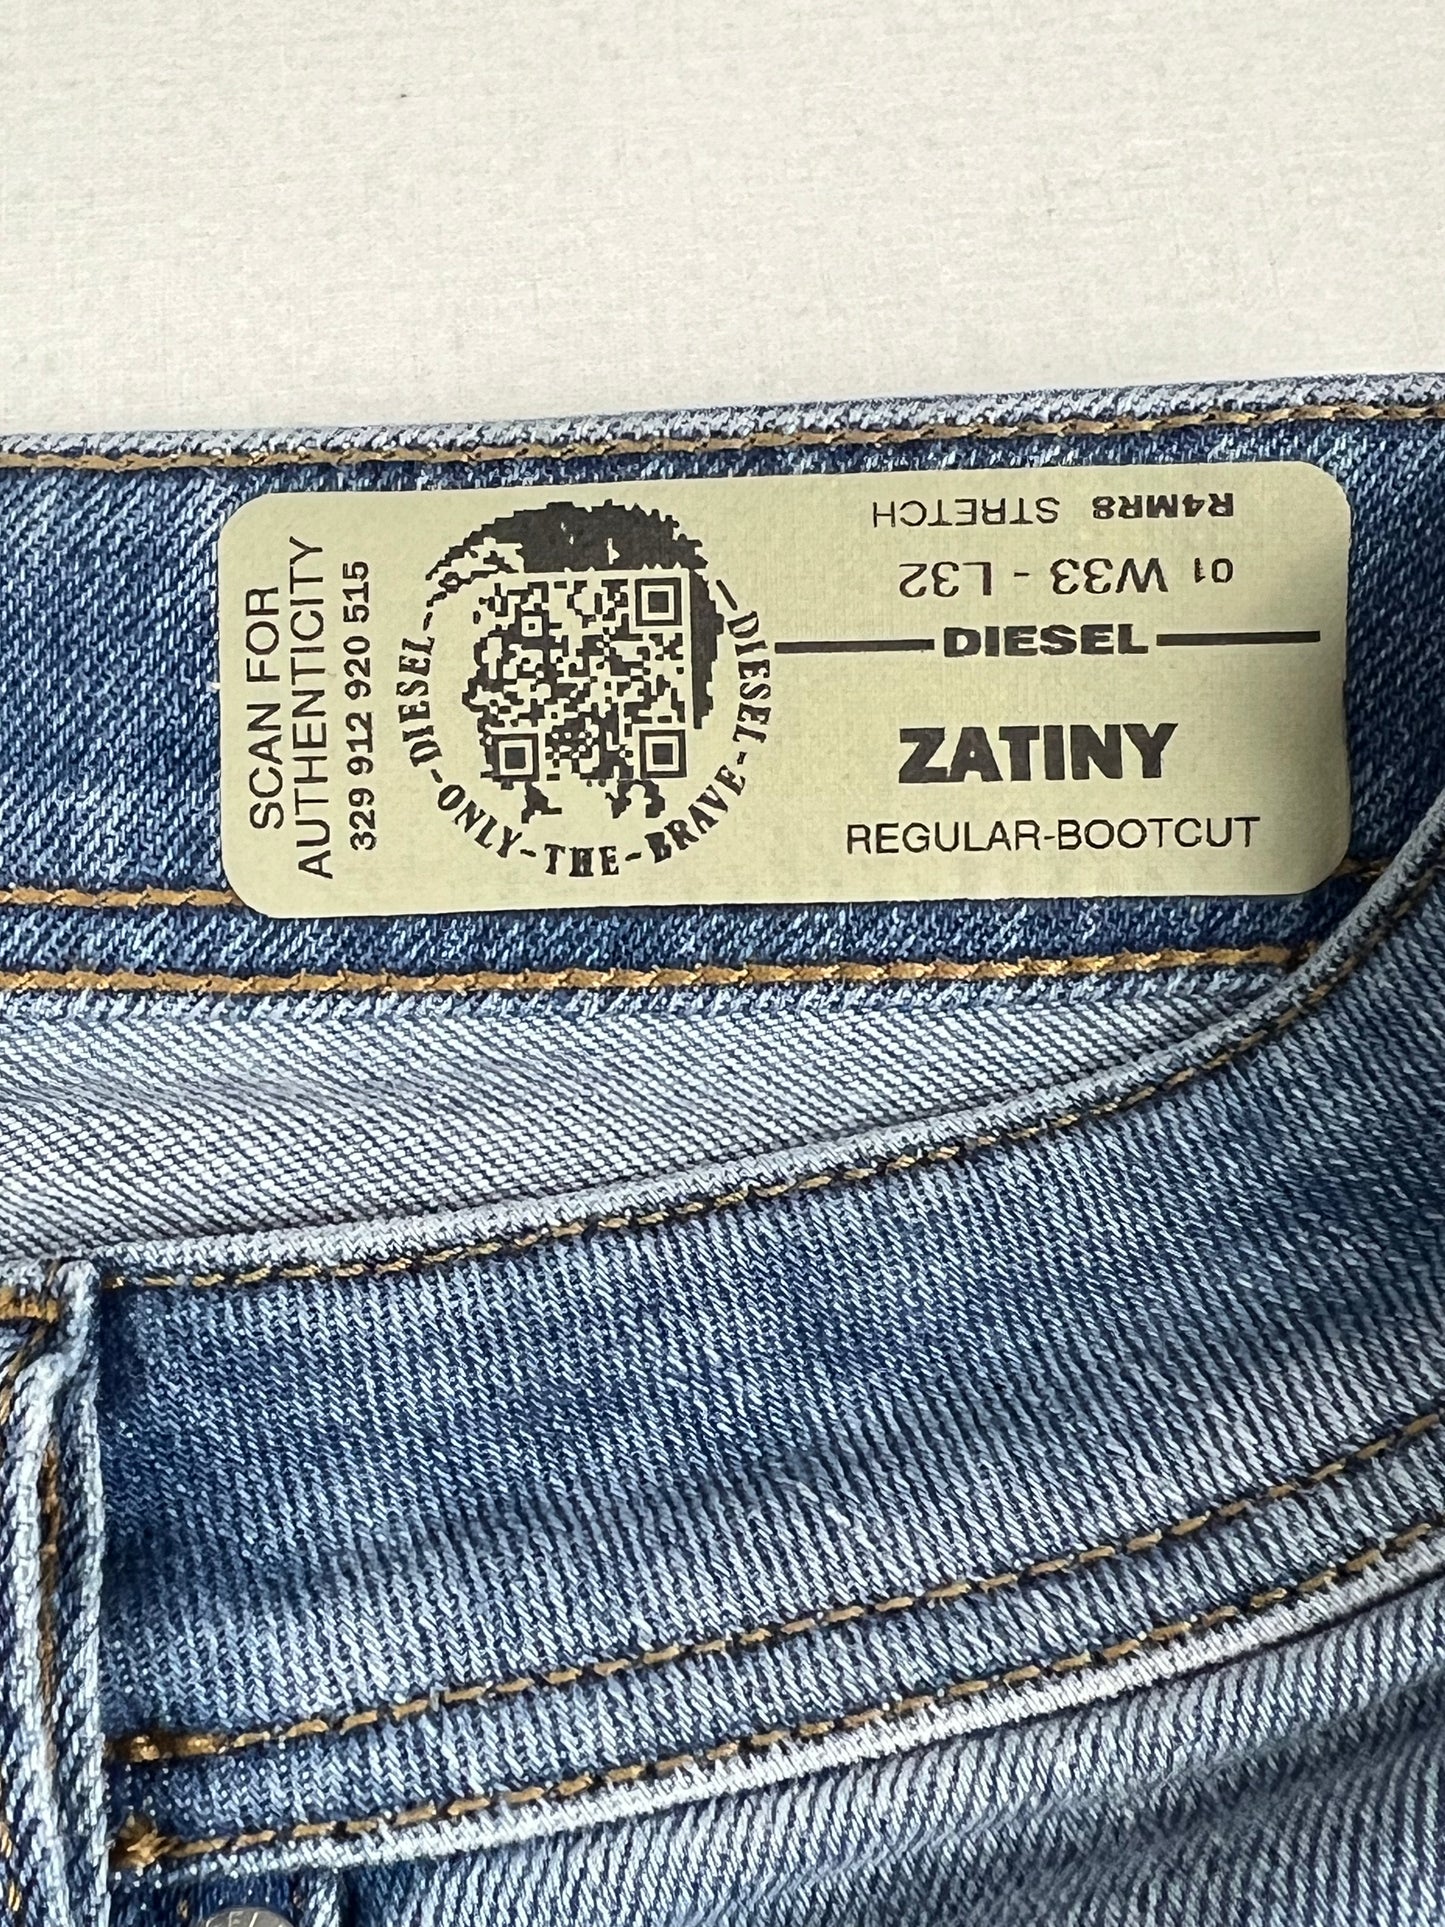 SCAN FOR
AUTHENTICITY
329 912 920 515
DIESEL-ONLY-THE-BRAVE-DIESEL-
R4MR8 STRETCH
01 W33 - L32
DIESEL
ZATINY
REGULAR-BOOTCUT